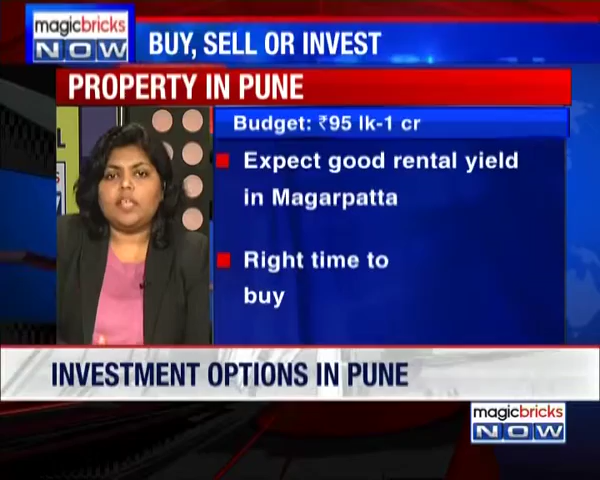 magicbricks
NOW
BUY, SELL OR INVEST
PROPERTY IN PUNE
Budget: ₹95 lk-1 cr
Expect good rental yield
in Magarpatta
Right time to
buy
INVESTMENT OPTIONS IN PUNE
magicbricks
NOW